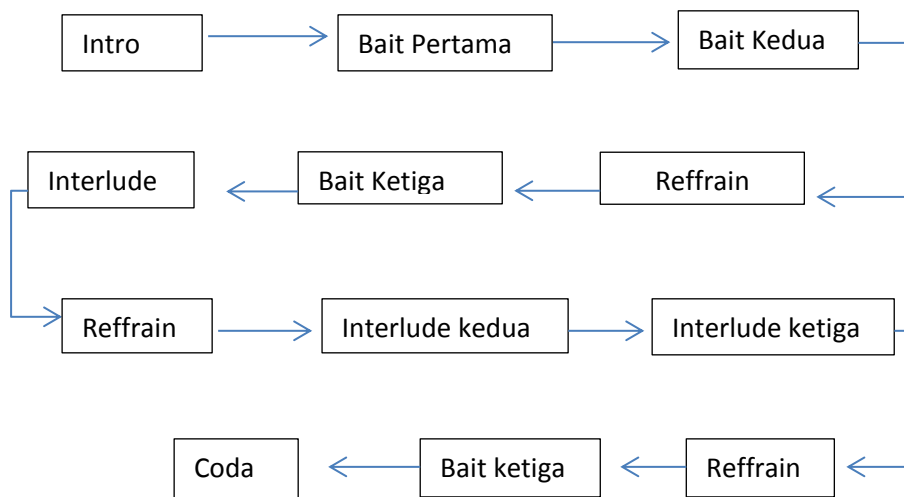 Intro
Bait Pertama
Bait Kedua
Reffrain
Bait Ketiga
Interlude
Reffrain
Interlude kedua
Interlude ketiga
Reffrain
Bait ketiga
Coda